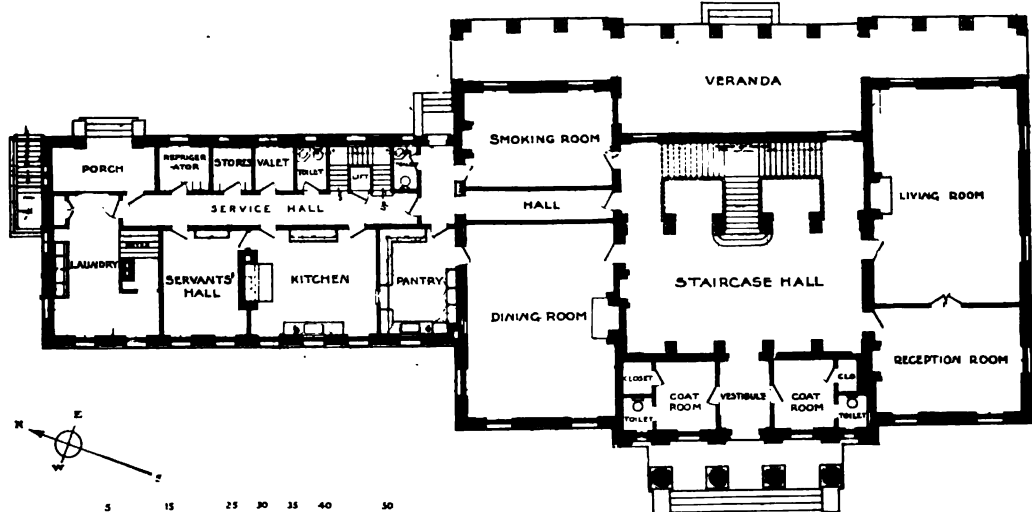 VERANDA
SMOKING ROOM
PORCH
REFRIGER
-ATOR
STORES
VALET
TOILET
LIFT
TOILET
LIVING ROOM
SERVICE HALL
HALL
LAUNDRY
SERVANTS'
HALL
KITCHEN
PANTRY
STAIRCASE HALL
DINING ROOM
RECEPTION ROOM
CLOSET
COAT
ROOM
VESTIBULE
COAT
ROOM
CLO
TOILET
TOILET
N
E
W
S
5
15
25
30
35
40
50